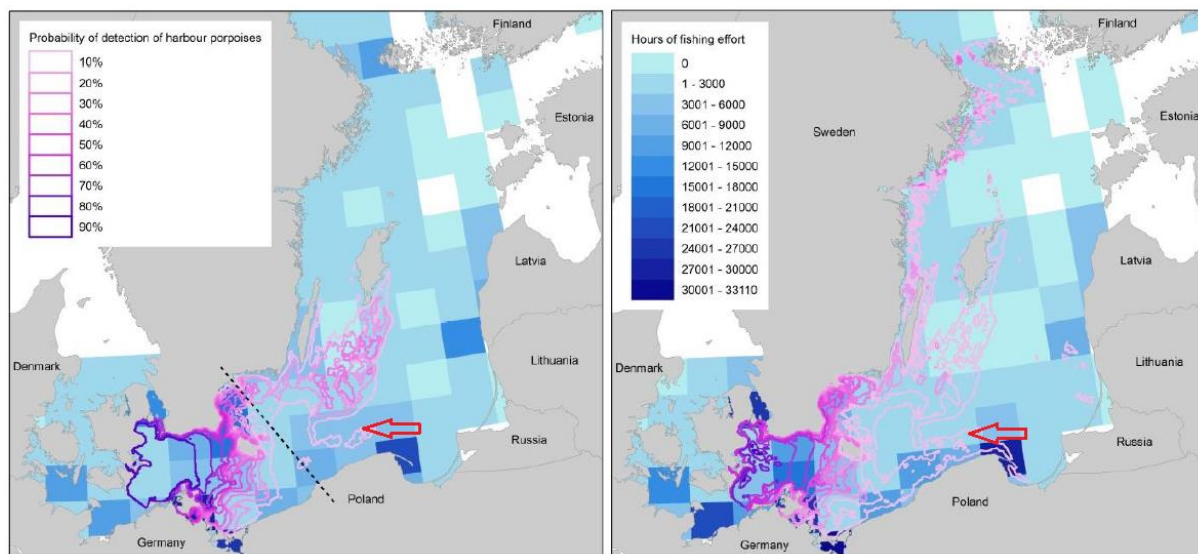 Probability of detection of harbour porpoises
10%
20%
30%
40%
50%
60%
70%
80%
90%
Finland
Estonia
Latvia
Lithuania
Denmark
Russia
Poland
Germany
Hours of fishing effort
0
1 - 3000
3001 - 6000
6001 - 9000
9001 - 12000
12001 - 15000
15001 - 18000
18001 - 21000
21001 - 24000
24001 - 27000
27001 - 30000
30001 - 33110
Finland
Sweden
Estonia
Latvia
Lithuania
Denmark
Russia
Poland
Germany